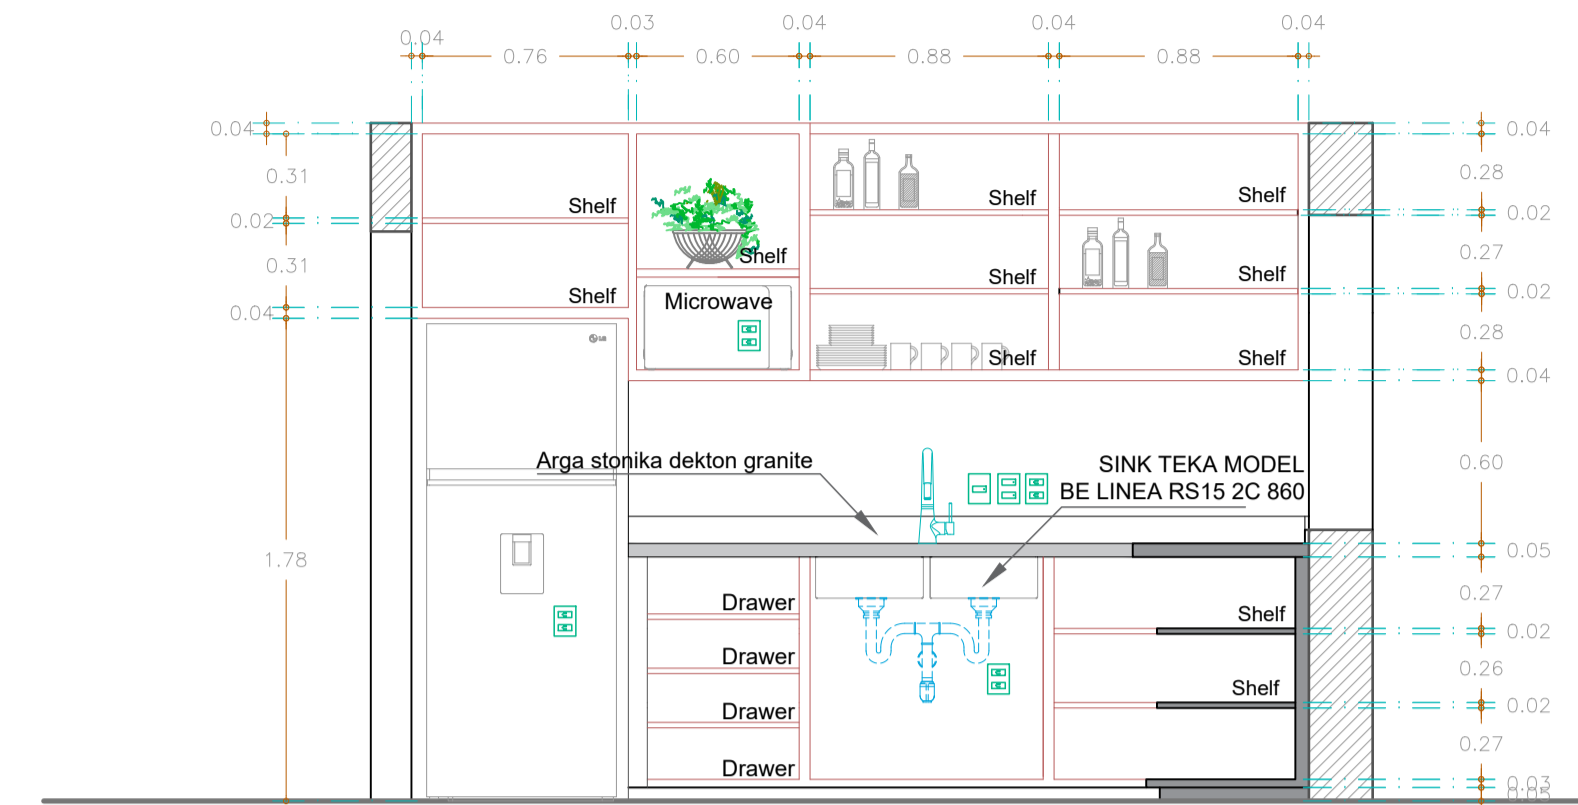 0.03 0.04 0.04 0.04
0.04
0.76 0.60 0.88 0.88
0.04 0.04
0.31 0.28
Shelf Shelf Shelf
0.02 0.02
0.31 Shelf 0.27
Shelf Shelf Shelf
0.02
Microwave
0.04 0.28
LG
Shelf Shelf
0.04
Arga stonika dekton granite
SINK TEKA MODEL
BE LINEA RS15 2C 860
0.60
1.78 0.05
0.27
Drawer
Shelf
0.02
Drawer
0.26
Shelf
Drawer 0.02
0.27
Drawer
0.03